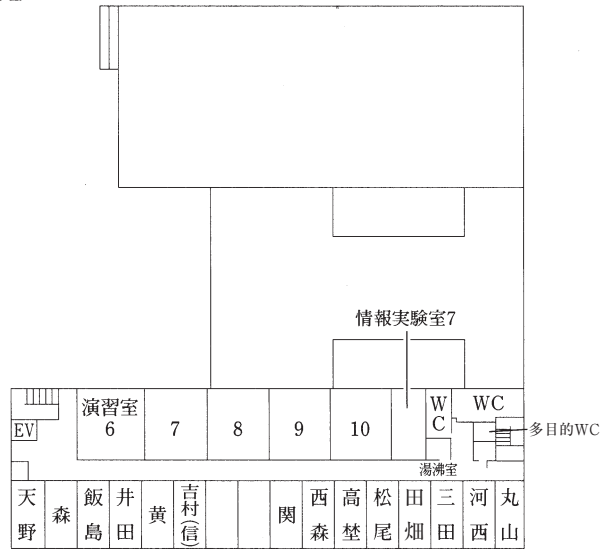 情報実験室7
演習室
6
7
8
9
10
WC
WC
EV
多目的WC
湯沸室
天野
森
飯島
井田
黄
吉村(信)
関
西森
高埜
松尾
田畑
三田
河西
丸山